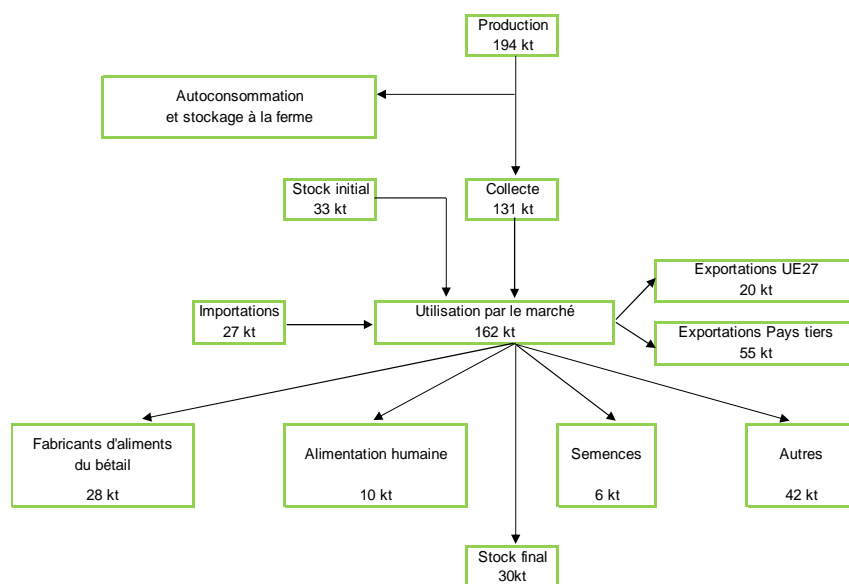 Production
194 kt
Autoconsommation
et stockage à la ferme
Stock initial
33 kt
Collecte
131 kt
Exportations UE27
20 kt
Importations
27 kt
Utilisation par le marché
162 kt
Exportations Pays tiers
55 kt
Fabricants d'aliments
du bétail
28 kt
Alimentation humaine
10 kt
Semences
6 kt
Autres
42 kt
Stock final
30kt